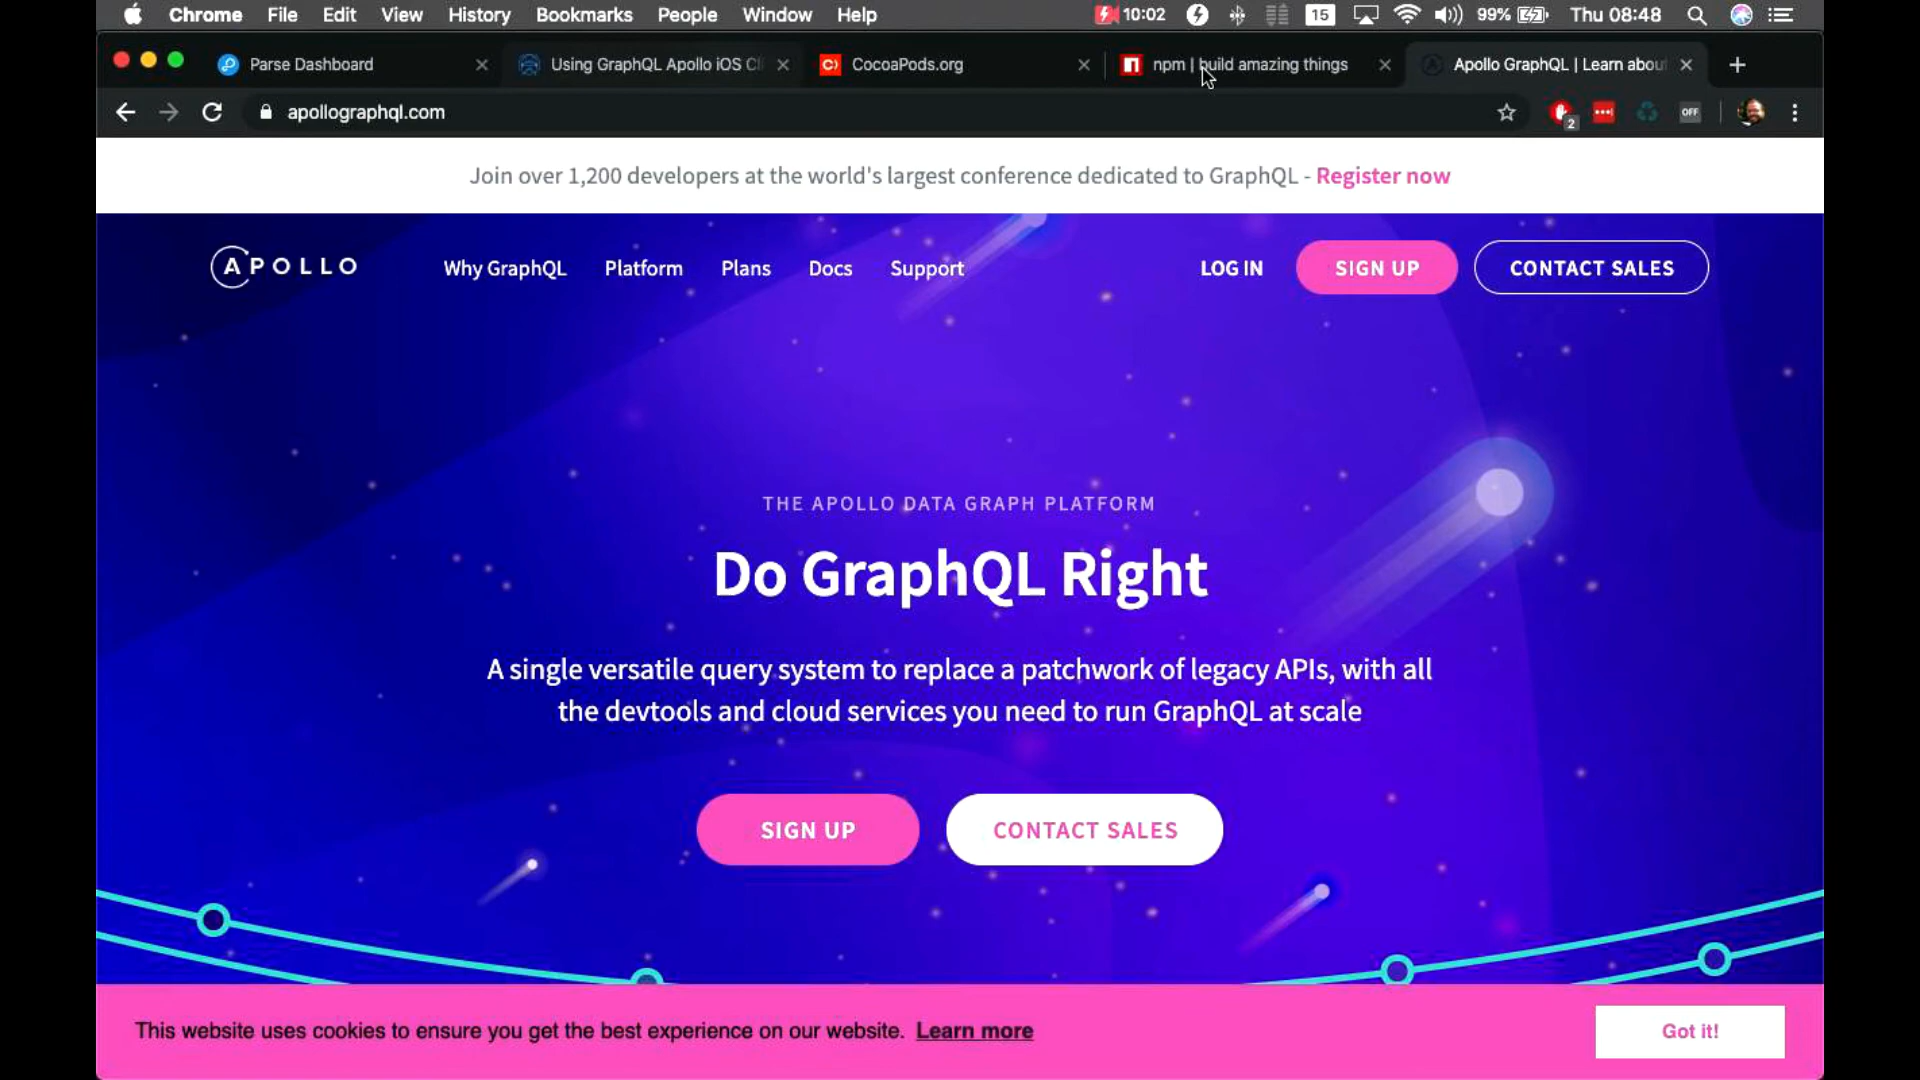 Chrome File Edit View History Bookmarks People Window Help 10:02 15 99% Thu 08:48
Parse Dashboard Using GraphQL Apollo iOS Cl CocoaPods.org npm | build amazing things Apollo GraphQL | Learn about
apollographql.com 2 OFF
Join over 1,200 developers at the world's largest conference dedicated to GraphQL - Register now
APOLLO Why GraphQL Platform Plans Docs Support LOG IN SIGN UP CONTACT SALES
THE APOLLO DATA GRAPH PLATFORM
Do GraphQL Right
A single versatile query system to replace a patchwork of legacy APIs, with all
the devtools and cloud services you need to run GraphQL at scale
SIGN UP CONTACT SALES
This website uses cookies to ensure you get the best experience on our website. Learn more Got it!